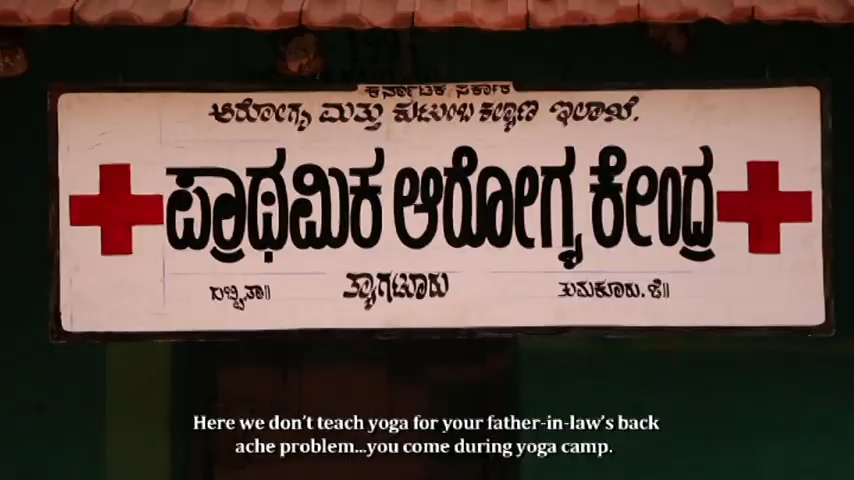 ಕರ್ನಾಟಕ ಸರ್ಕಾರ
ಆರೋಗ್ಯ ಮತ್ತು ಕುಟುಂಬ ಕಲ್ಯಾಣ ಇಲಾಖೆ.
ಪ್ರಾಥಮಿಕ ಆರೋಗ್ಯ ಕೇಂದ್ರ
ತ್ಯಾಗಟೂರು ತುಮಕೂರು. ಜಿ||
Here we don't teach yoga for your father-in-law's back
ache problem...you come during yoga camp.